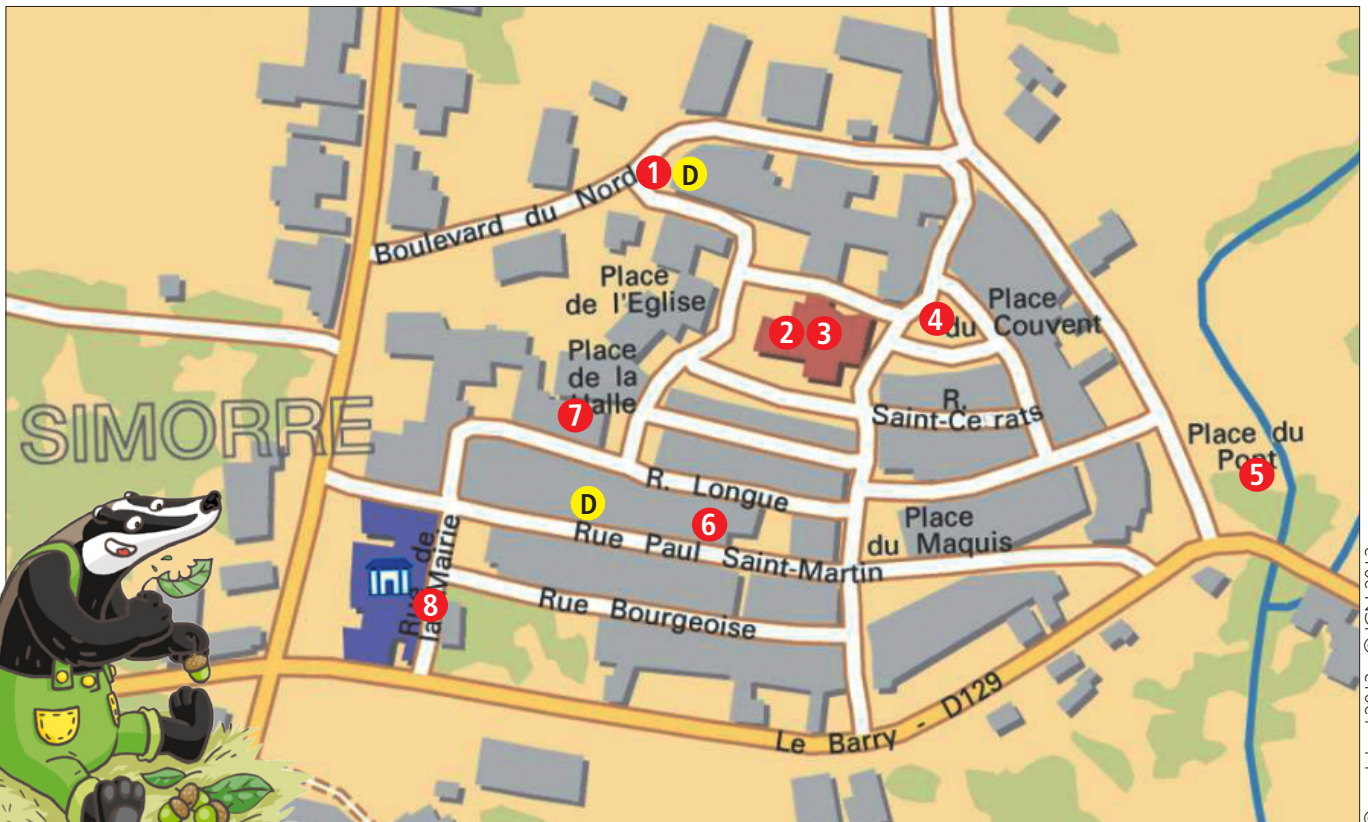 1
D
Boulevard du Nord
Place
de l'Eglise
2
3
4
Place
du Couvent
Place
de la
Halle
7
R.
Saint-Ce rats
SIMORRE
Place du
Pont
5
R. Longue
D
6
Place
du Maquis
Rue Paul Saint-Martin
Rue de
la Mairie
8
Rue Bourgeoise
Le Barry - D129